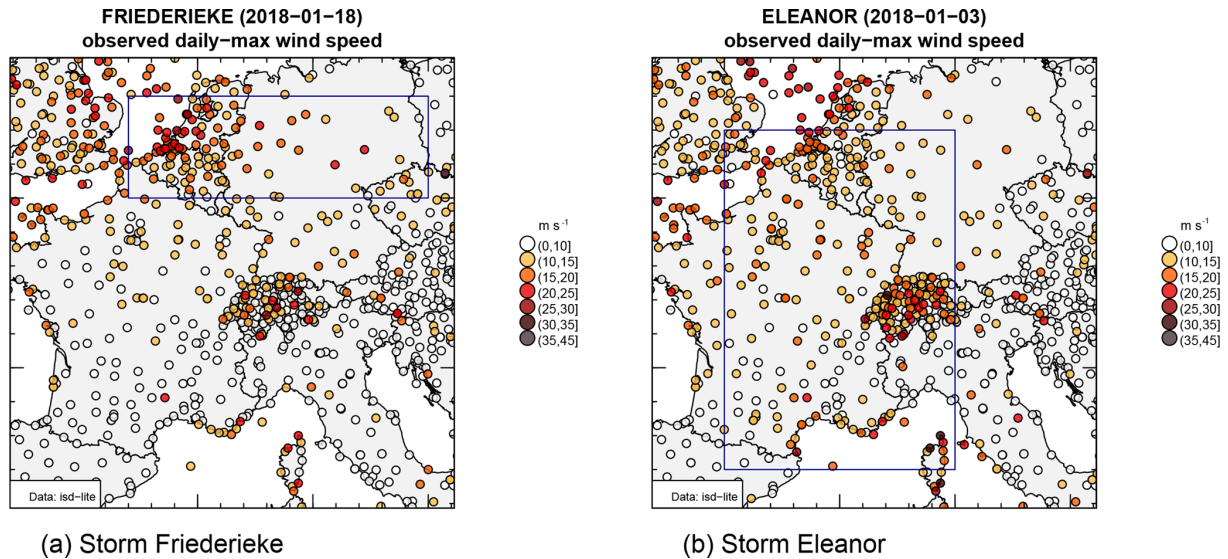 FRIEDERIEKE (2018−01−18)
observed daily−max wind speed
m s⁻¹
(0,10]
(10,15]
(15,20]
(20,25]
(25,30]
(30,35]
(35,45]
Data: isd−lite
(a) Storm Friederieke
ELEANOR (2018−01−03)
observed daily−max wind speed
m s⁻¹
(0,10]
(10,15]
(15,20]
(20,25]
(25,30]
(30,35]
(35,45]
Data: isd−lite
(b) Storm Eleanor